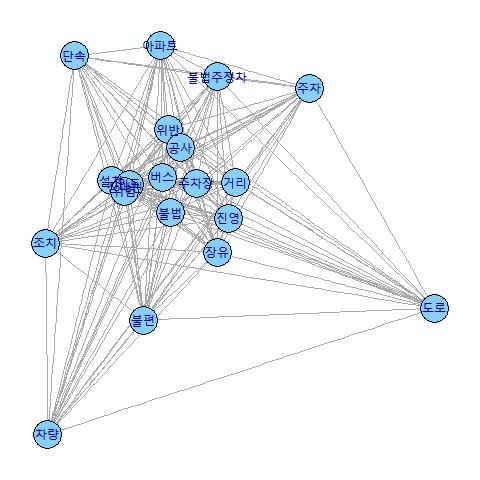 아파트
단속
불법주정차
주차
위반
공사
버스
설치
위험
주차장
거리
불법
진영
조치
장유
도로
불편
차량